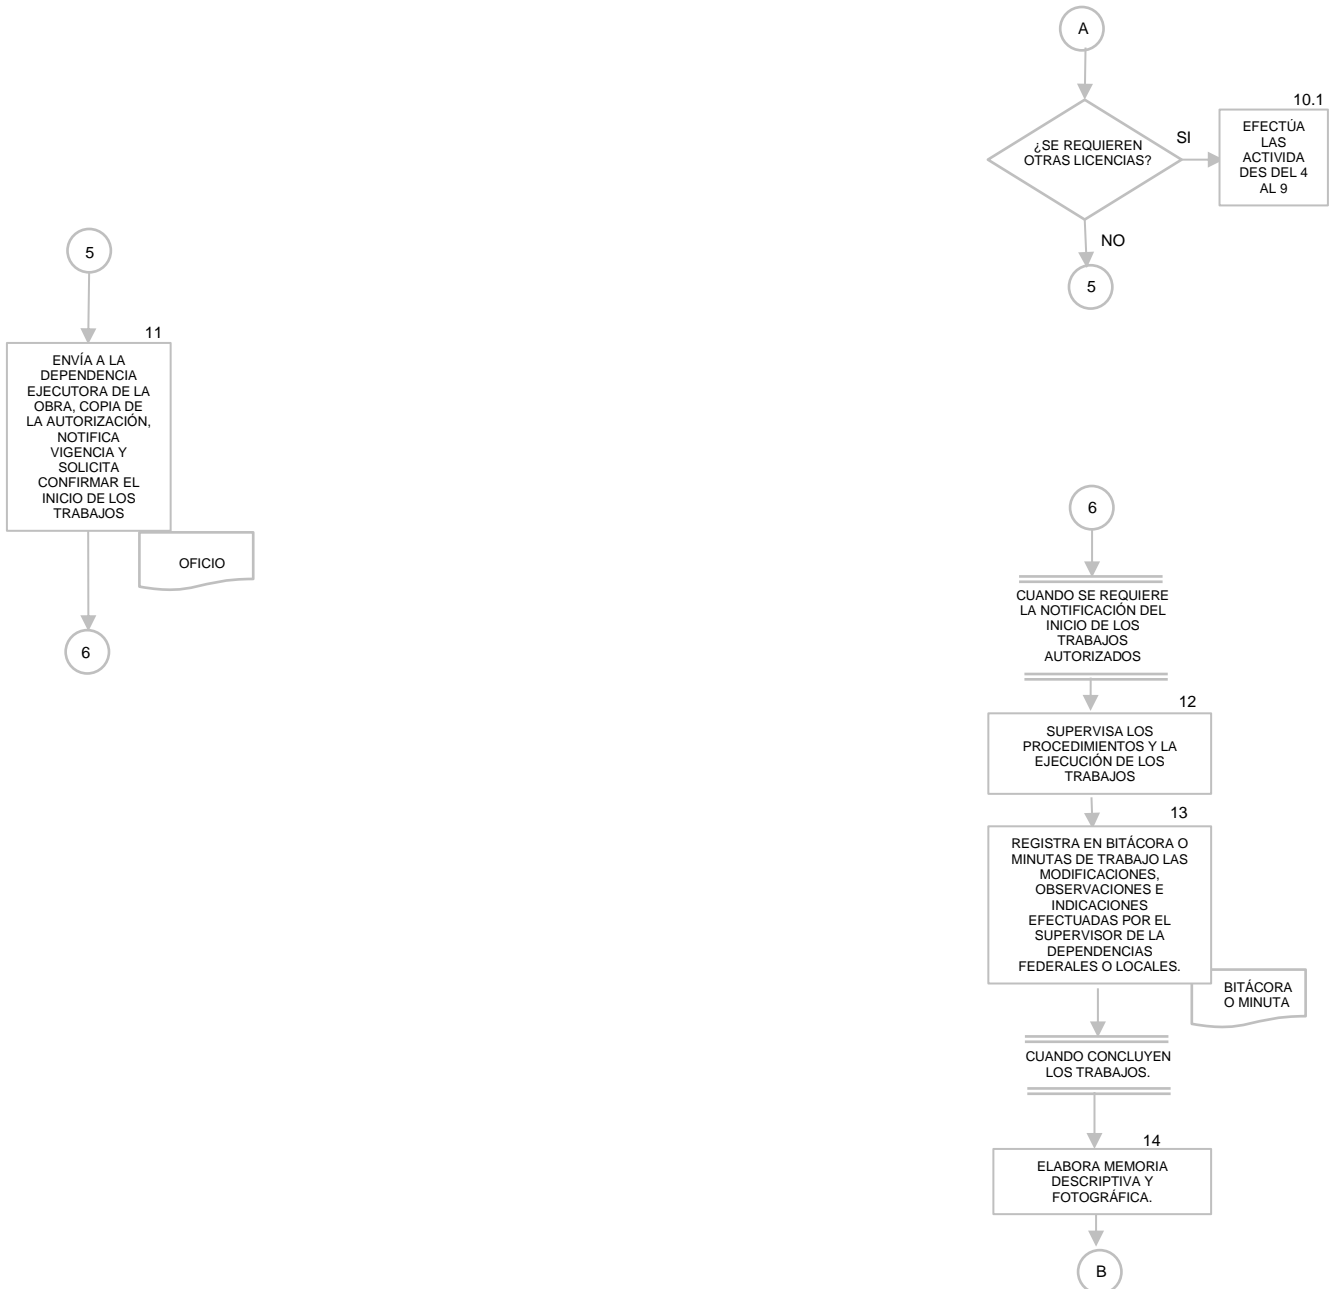 A
¿SE REQUIEREN
OTRAS LICENCIAS?
SI
10.1
EFECTÚA
LAS
ACTIVIDA
DES DEL 4
AL 9
NO
5
5
11
ENVÍA A LA
DEPENDENCIA
EJECUTORA DE LA
OBRA, COPIA DE
LA AUTORIZACIÓN,
NOTIFICA
VIGENCIA Y
SOLICITA
CONFIRMAR EL
INICIO DE LOS
TRABAJOS
OFICIO
6
6
CUANDO SE REQUIERE
LA NOTIFICACIÓN DEL
INICIO DE LOS
TRABAJOS
AUTORIZADOS
12
SUPERVISA LOS
PROCEDIMIENTOS Y LA
EJECUCIÓN DE LOS
TRABAJOS
13
REGISTRA EN BITÁCORA O
MINUTAS DE TRABAJO LAS
MODIFICACIONES,
OBSERVACIONES E
INDICACIONES
EFECTUADAS POR EL
SUPERVISOR DE LA
DEPENDENCIAS
FEDERALES O LOCALES.
BITÁCORA
O MINUTA
CUANDO CONCLUYEN
LOS TRABAJOS.
14
ELABORA MEMORIA
DESCRIPTIVA Y
FOTOGRÁFICA.
B